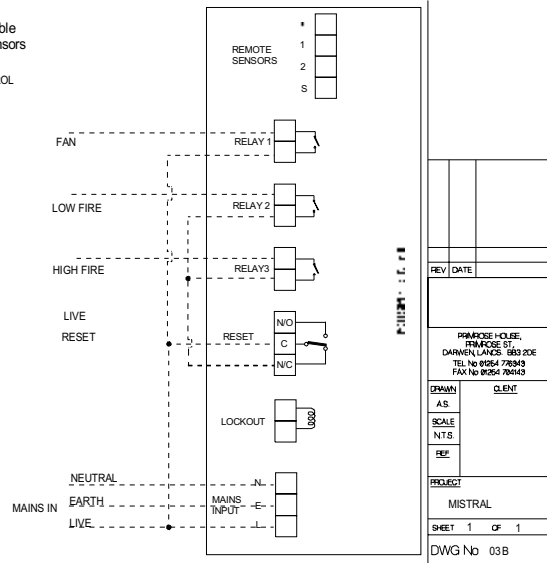 ble
nsors
OL
REMOTE
SENSORS
*
1
2
S
FAN
RELAY 1
LOW FIRE
RELAY 2
HIGH FIRE
RELAY3
LIVE
RESET
RESET
N/O
C
N/C
LOCKOUT
MAINS IN
NEUTRAL
EARTH
LIVE
MAINS
INPUT
N
E
L
REV DATE
PRIMROSE HOUSE,
PRIMROSE ST,
DARWEN, LANCS. BB3 2DE
TEL No 01254 776343
FAX No 01254 704143
DRAWN
A.S.
CLIENT
SCALE
N.T.S.
REF
PROJECT
MISTRAL
SHEET 1 OF 1
DWG No 03B